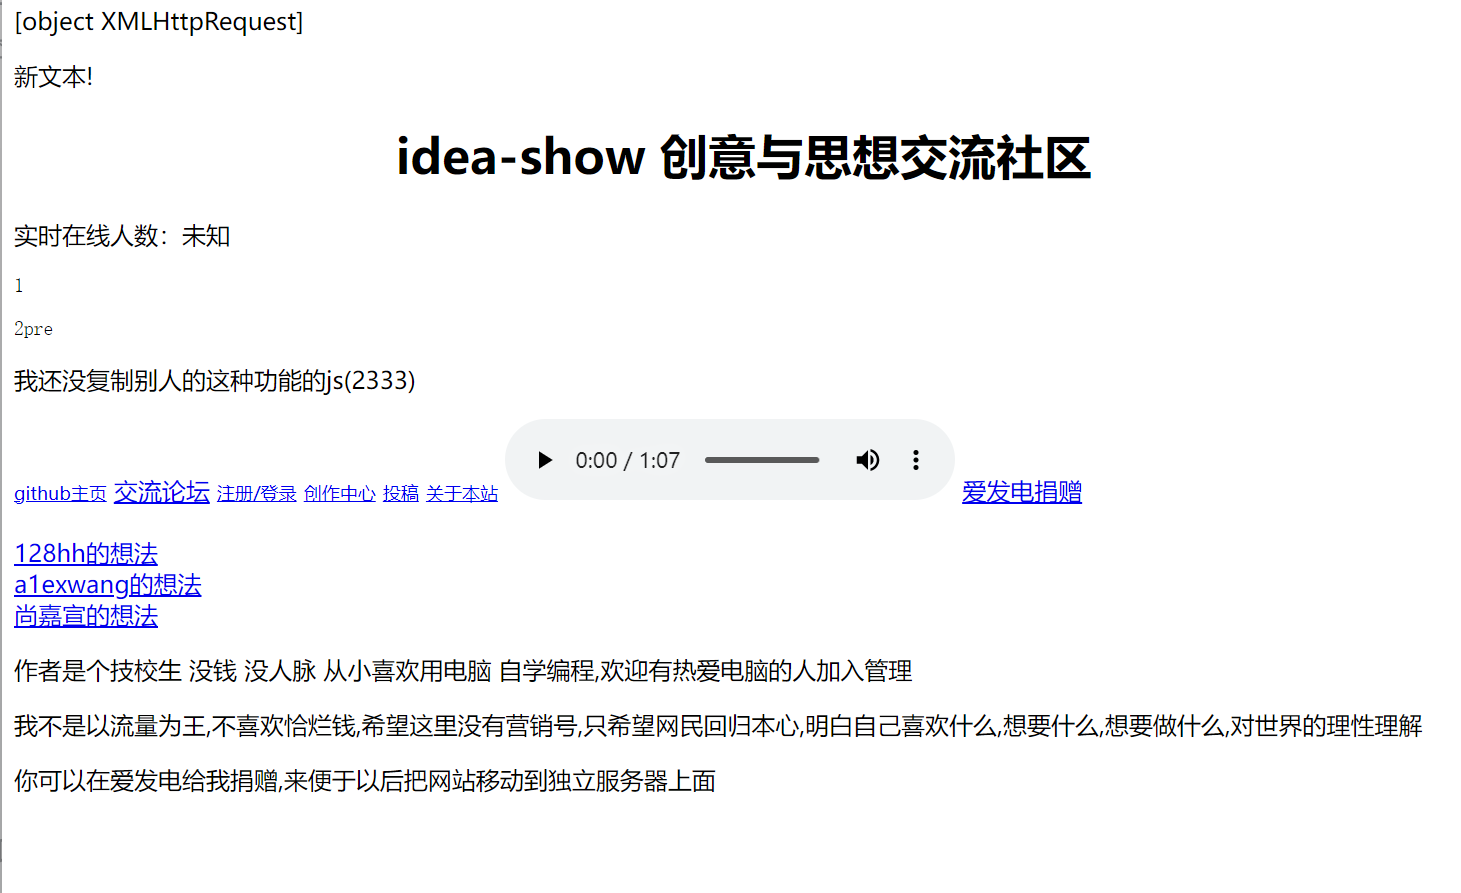 [object XMLHttpRequest]
新文本!
idea-show 创意与思想交流社区
实时在线人数：未知
1
2pre
我还没复制别人的这种功能的js(2333)
0:00 / 1:07
github主页 交流论坛 注册/登录 创作中心 投稿 关于本站 爱发电捐赠
128hh的想法
a1exwang的想法
尚嘉宣的想法
作者是个技校生 没钱 没人脉 从小喜欢用电脑 自学编程,欢迎有热爱电脑的人加入管理
我不是以流量为王,不喜欢恰烂钱,希望这里没有营销号,只希望网民回归本心,明白自己喜欢什么,想要什么,想要做什么,对世界的理性理解
你可以在爱发电给我捐赠,来便于以后把网站移动到独立服务器上面